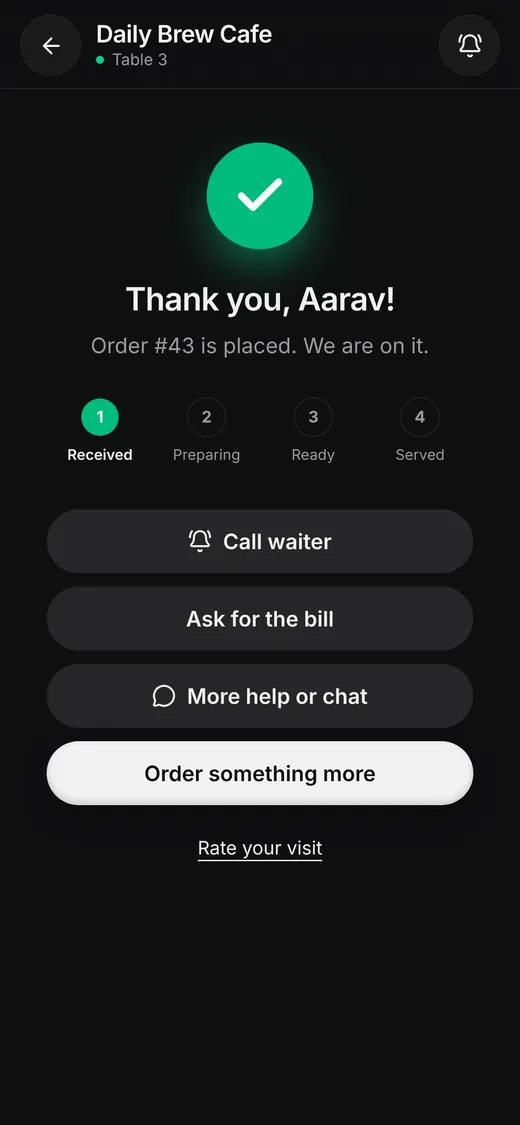 Daily Brew Cafe
Table 3
Thank you, Aarav!
Order #43 is placed. We are on it.
1 2 3 4
Received Preparing Ready Served
Call waiter
Ask for the bill
More help or chat
Order something more
Rate your visit